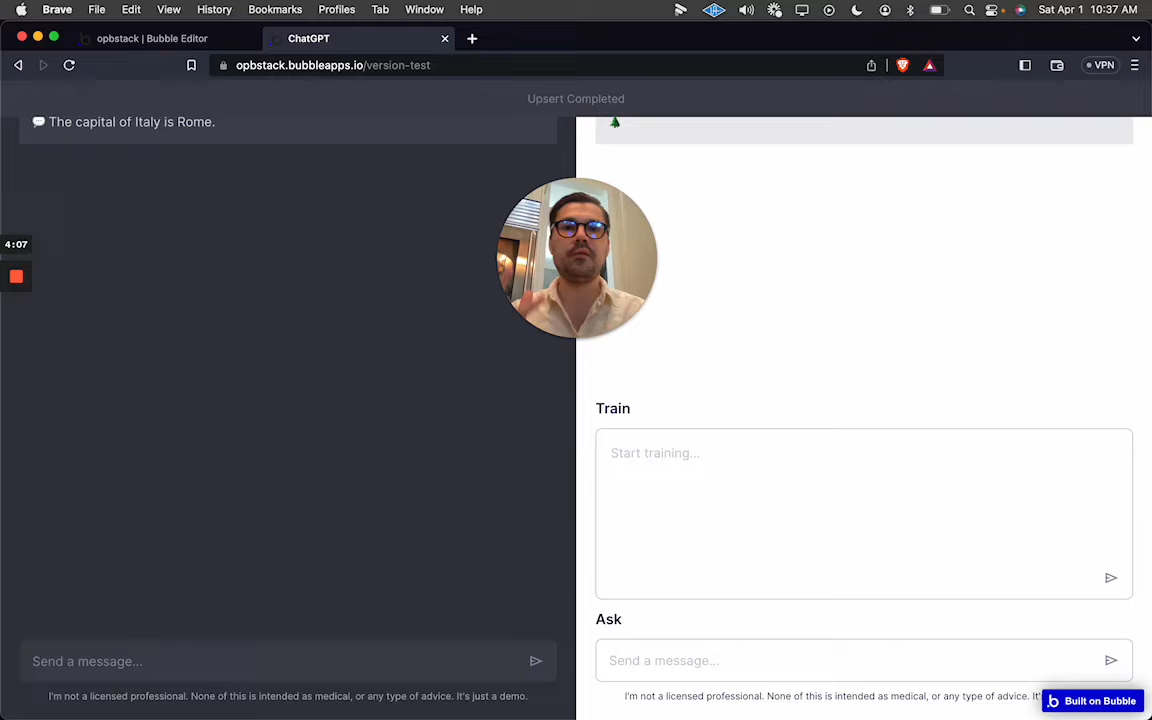 Brave File Edit View History Bookmarks Profiles Tab Window Help Sat Apr 1 10:37 AM
opbstack | Bubble Editor ChatGPT
opbstack.bubbleapps.io/version-test VPN
Upsert Completed
The capital of Italy is Rome.
4:07
Train
Start training...
Ask
Send a message...
Send a message...
I'm not a licensed professional. None of this is intended as medical, or any type of advice. It's just a demo.
I'm not a licensed professional. None of this is intended as medical, or any type of advice. It's
Built on Bubble